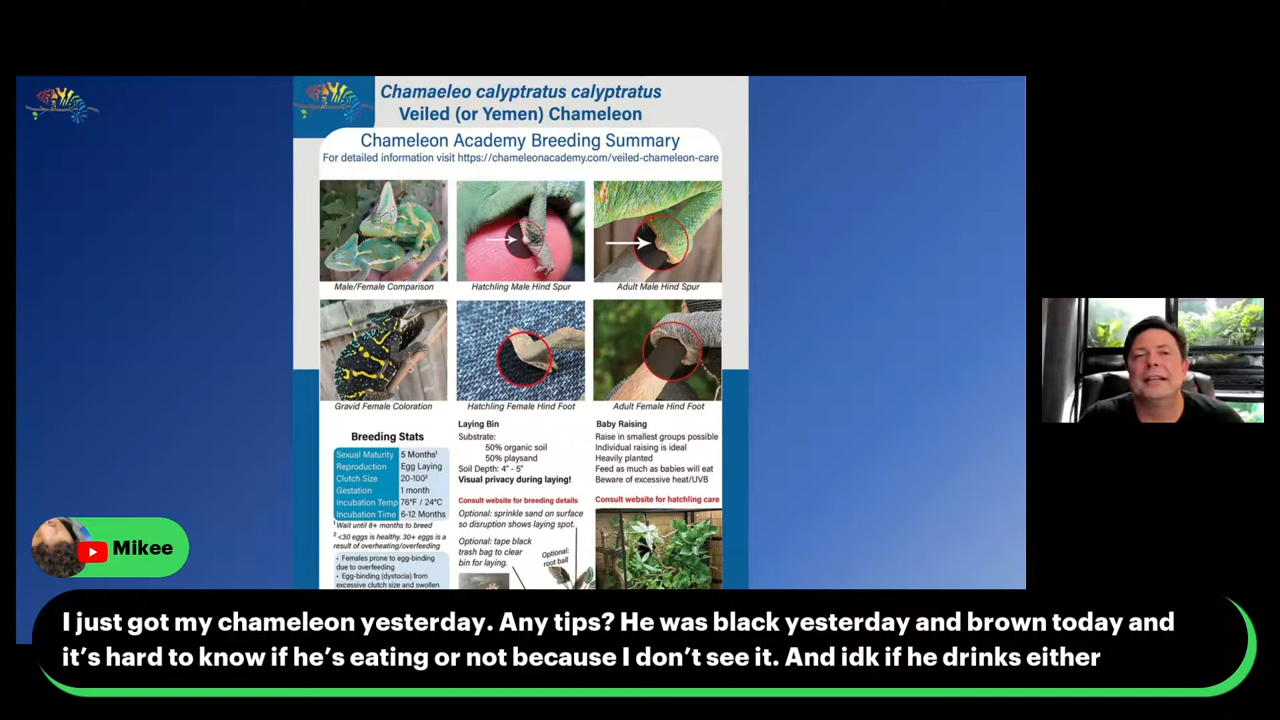 Chamaeleo calyptratus calyptratus
Veiled (or Yemen) Chameleon
Chameleon Academy Breeding Summary
For detailed information visit https://chameleonacademy.com/veiled-chameleon-care
Male/Female Comparison
Hatchling Male Hind Spur
Adult Male Hind Spur
Gravid Female Coloration
Hatchling Female Hind Foot
Adult Female Hind Foot
Breeding Stats
Sexual Maturity 5 Months¹
Reproduction Egg Laying
Clutch Size 20-100²
Gestation 1 month
Incubation Temp 76°F / 24°C
Incubation Time 6-12 Months
¹ Wait until 8+ months to breed
² <30 eggs is healthy. 30+ eggs is a
result of overheating/overfeeding
• Females prone to egg-binding
due to overfeeding
• Egg-binding (dystocia) from
excessive clutch size and swollen
Laying Bin
Substrate:
50% organic soil
50% playsand
Soil Depth: 4" - 5"
Visual privacy during laying!
Consult website for breeding details
Optional: sprinkle sand on surface
so disruption shows laying spot.
Optional: tape black
trash bag to clear
bin for laying.
Optional:
root ball
Baby Raising
Raise in smallest groups possible
Individual raising is ideal
Heavily planted
Feed as much as babies will eat
Beware of excessive heat/UVB
Consult website for hatchling care
Mikee
I just got my chameleon yesterday. Any tips? He was black yesterday and brown today and
it's hard to know if he's eating or not because I don't see it. And idk if he drinks either